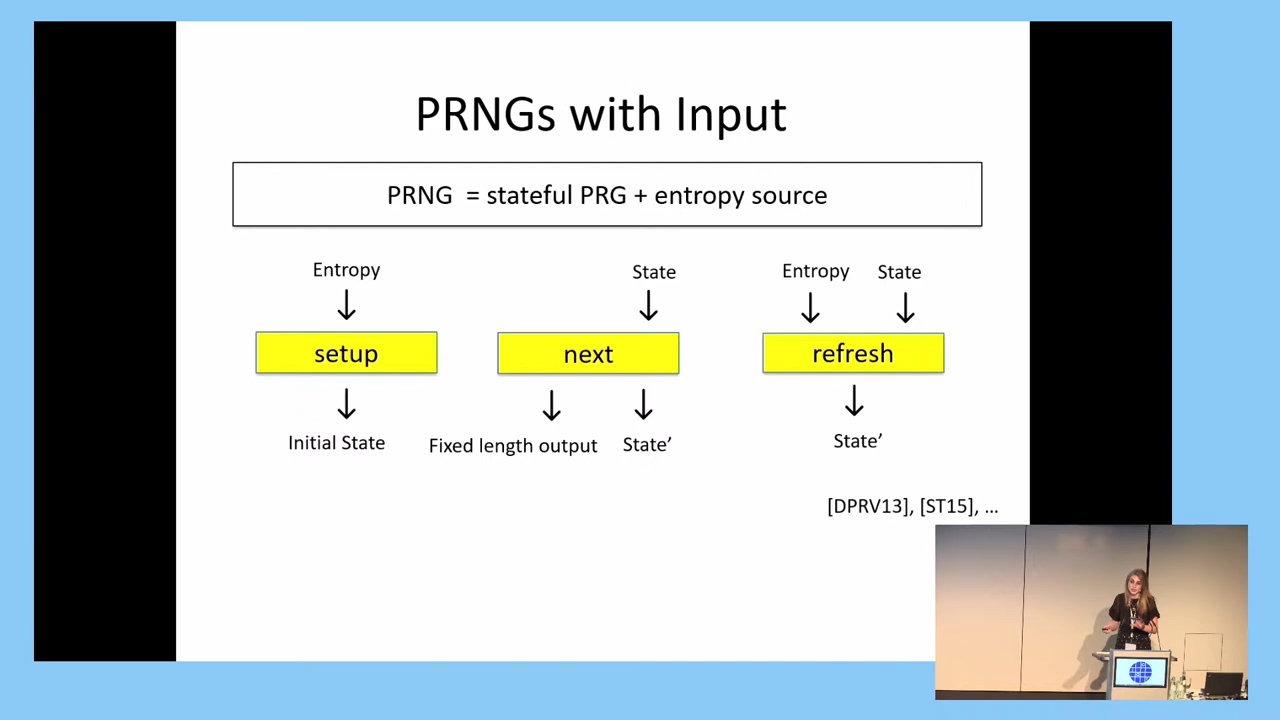 PRNGs with Input
PRNG = stateful PRG + entropy source
Entropy
State
Entropy State
setup
next
refresh
Initial State
Fixed length output State’
State’
[DPRV13], [ST15], ...